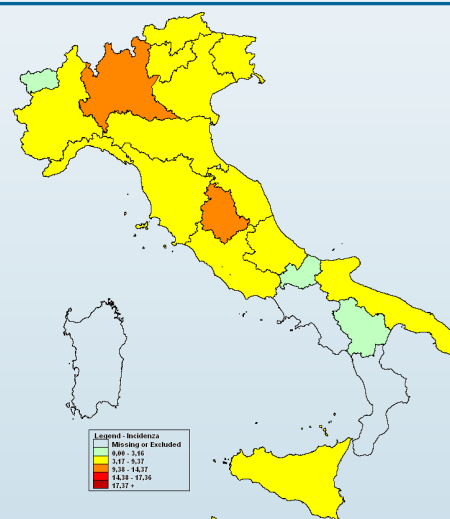 Legend - Incidenza
Missing or Excluded
0,00 - 3,16
3,17 - 9,37
9,38 - 14,37
14,38 - 17,36
17,37 +